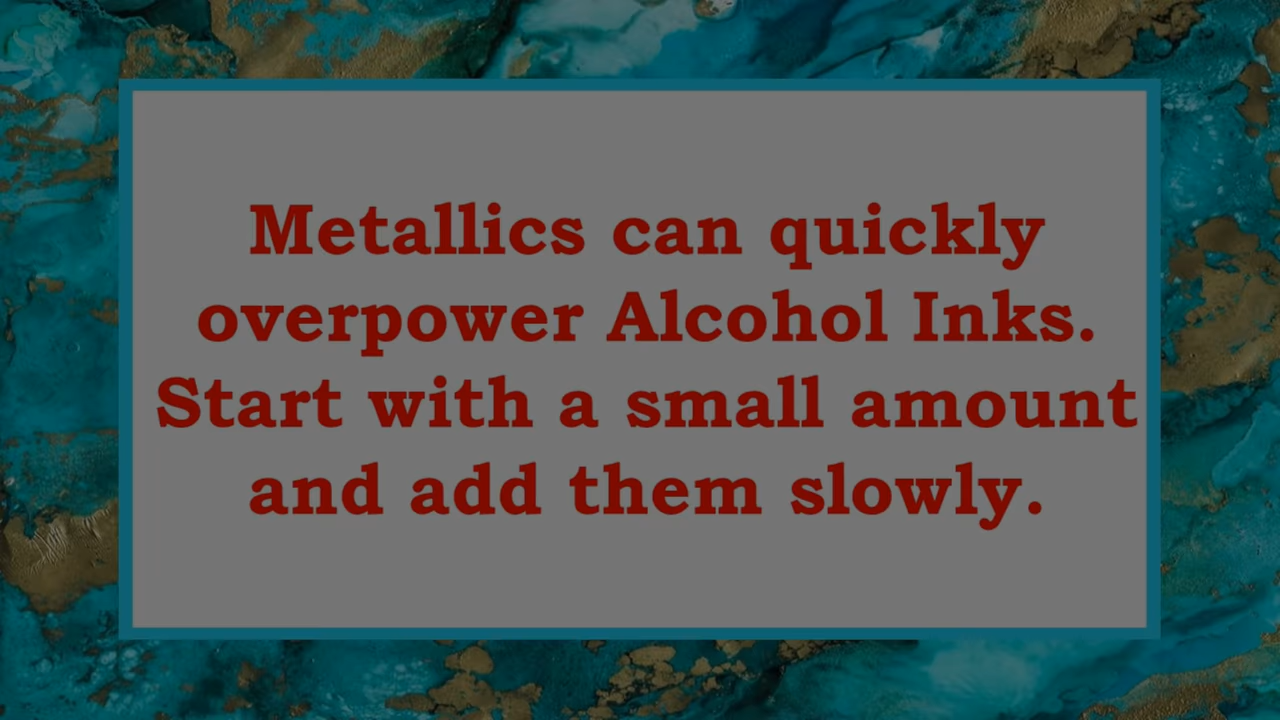 Metallics can quickly
overpower Alcohol Inks.
Start with a small amount
and add them slowly.